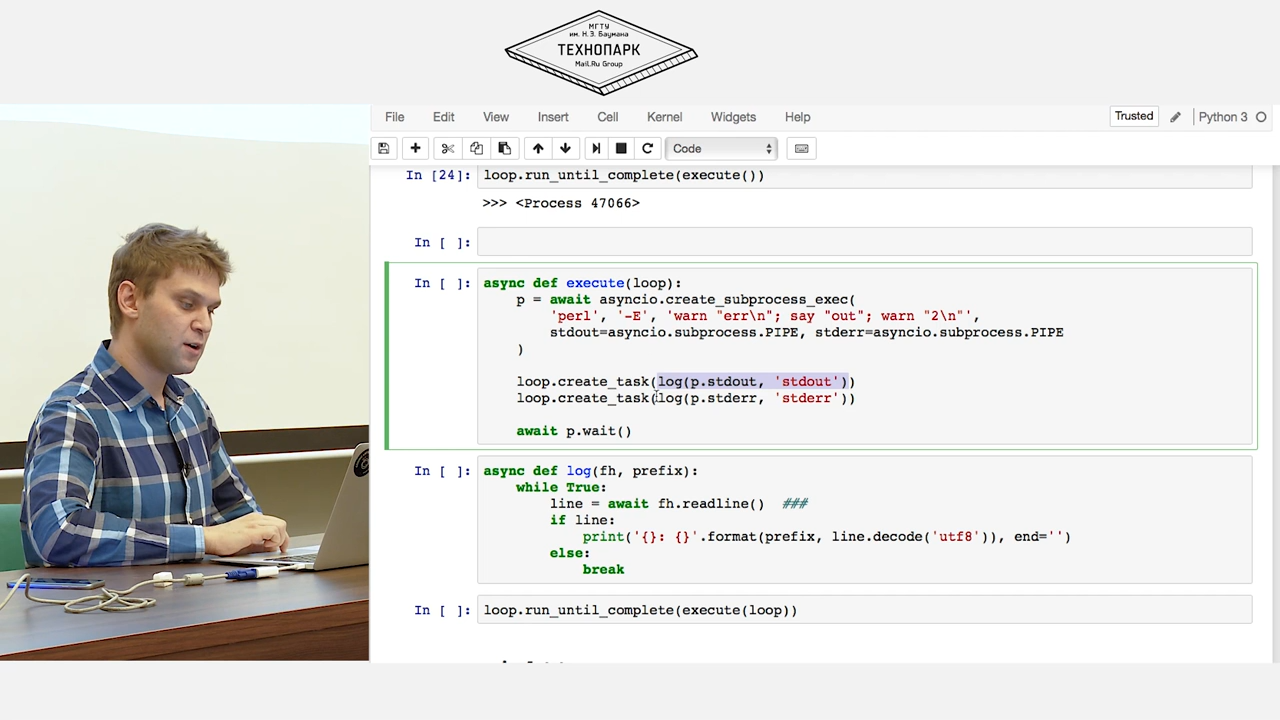 МГТУ
им. Н.Э. Баумана
ТЕХНОПАРК
Mail.Ru Group
File Edit View Insert Cell Kernel Widgets Help Trusted Python 3
Code
In [24]: loop.run_until_complete(execute())
>>> <Process 47066>
In [ ]:
In [ ]: async def execute(loop):
p = await asyncio.create_subprocess_exec(
'perl', '-E', 'warn "err\n"; say "out"; warn "2\n"',
stdout=asyncio.subprocess.PIPE, stderr=asyncio.subprocess.PIPE
)
loop.create_task(log(p.stdout, 'stdout'))
loop.create_task(log(p.stderr, 'stderr'))
await p.wait()
In [ ]: async def log(fh, prefix):
while True:
line = await fh.readline()  ###
if line:
print('{}: {}'.format(prefix, line.decode('utf8')), end='')
else:
break
In [ ]: loop.run_until_complete(execute(loop))